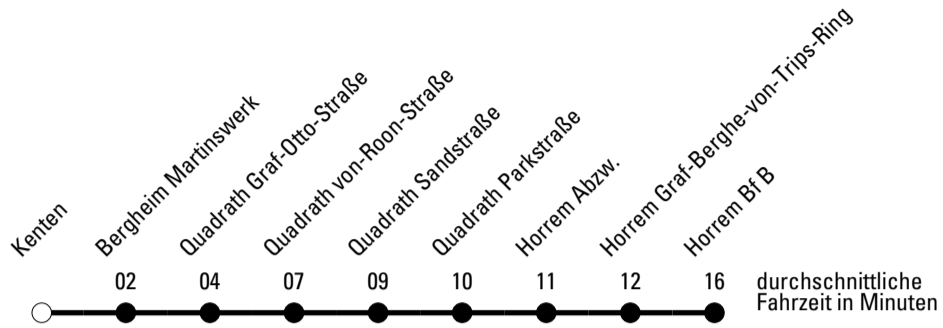 Kenten
Bergheim Martinswerk
Quadrath Graf-Otto-Straße
Quadrath von-Roon-Straße
Quadrath Sandstraße
Quadrath Parkstraße
Horrem Abzw.
Horrem Graf-Berghe-von-Trips-Ring
Horrem Bf B
02 04 07 09 10 11 12 16
durchschnittliche
Fahrzeit in Minuten